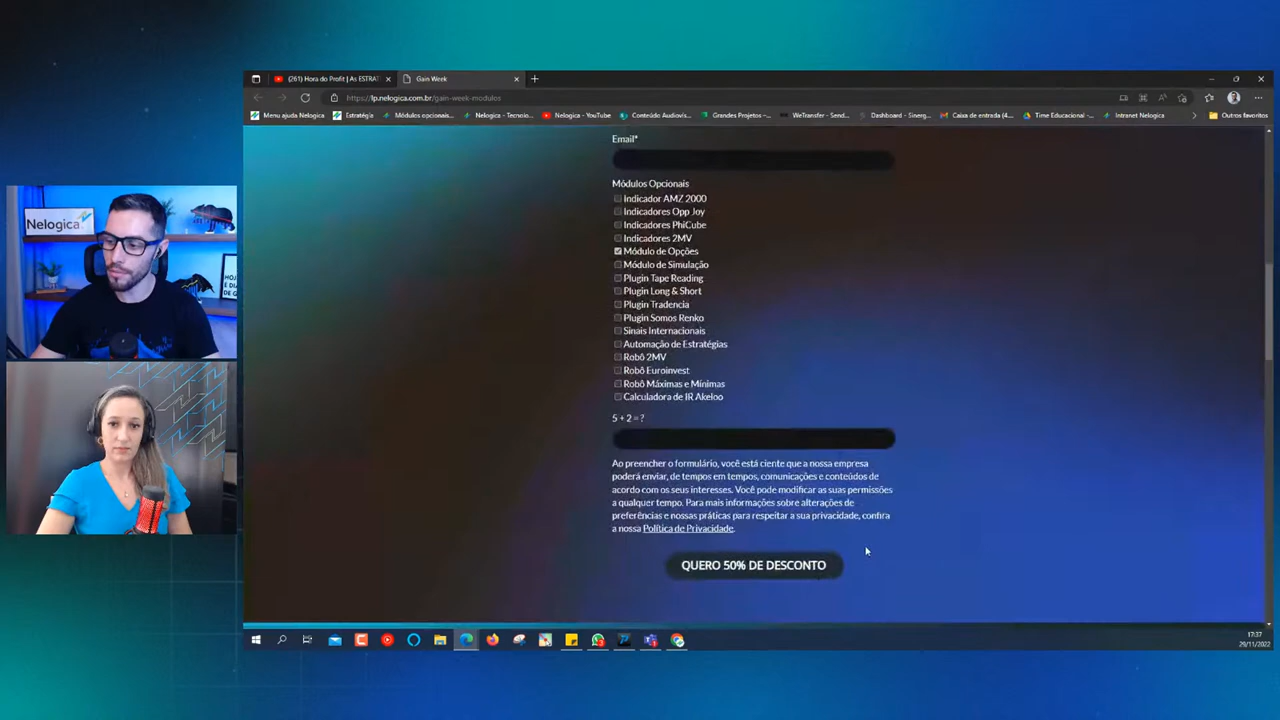 (261) Hora do Profit | As ESTRAT
Gain Week
https://lp.nelogica.com.br/gain-week-modulos
Menu ajuda Nelogica
Estratégia
Módulos opcionais...
Nelogica - Tecnolo...
Nelogica - YouTube
Conteúdo Audiovis...
Grandes Projetos -...
WeTransfer - Send...
Dashboard - Sinerg...
Caixa de entrada (4...
Time Educacional -...
Intranet Nelogica
Outros favoritos
Email*
Módulos Opcionais
Indicador AMZ 2000
Indicadores Opp Joy
Indicadores PhiCube
Indicadores 2MV
Módulo de Opções
Módulo de Simulação
Plugin Tape Reading
Plugin Long & Short
Plugin Tradencia
Plugin Somos Renko
Sinais Internacionais
Automação de Estratégias
Robô 2MV
Robô Euroinvest
Robô Máximas e Mínimas
Calculadora de IR Akeloo
5 + 2 = ?
Ao preencher o formulário, você está ciente que a nossa empresa
poderá enviar, de tempos em tempos, comunicações e conteúdos de
acordo com os seus interesses. Você pode modificar as suas permissões
a qualquer tempo. Para mais informações sobre alterações de
preferências e nossas práticas para respeitar a sua privacidade, confira
a nossa Política de Privacidade.
QUERO 50% DE DESCONTO
17:37
29/11/2022
Nelogica
HOJ
É DIA
DE G